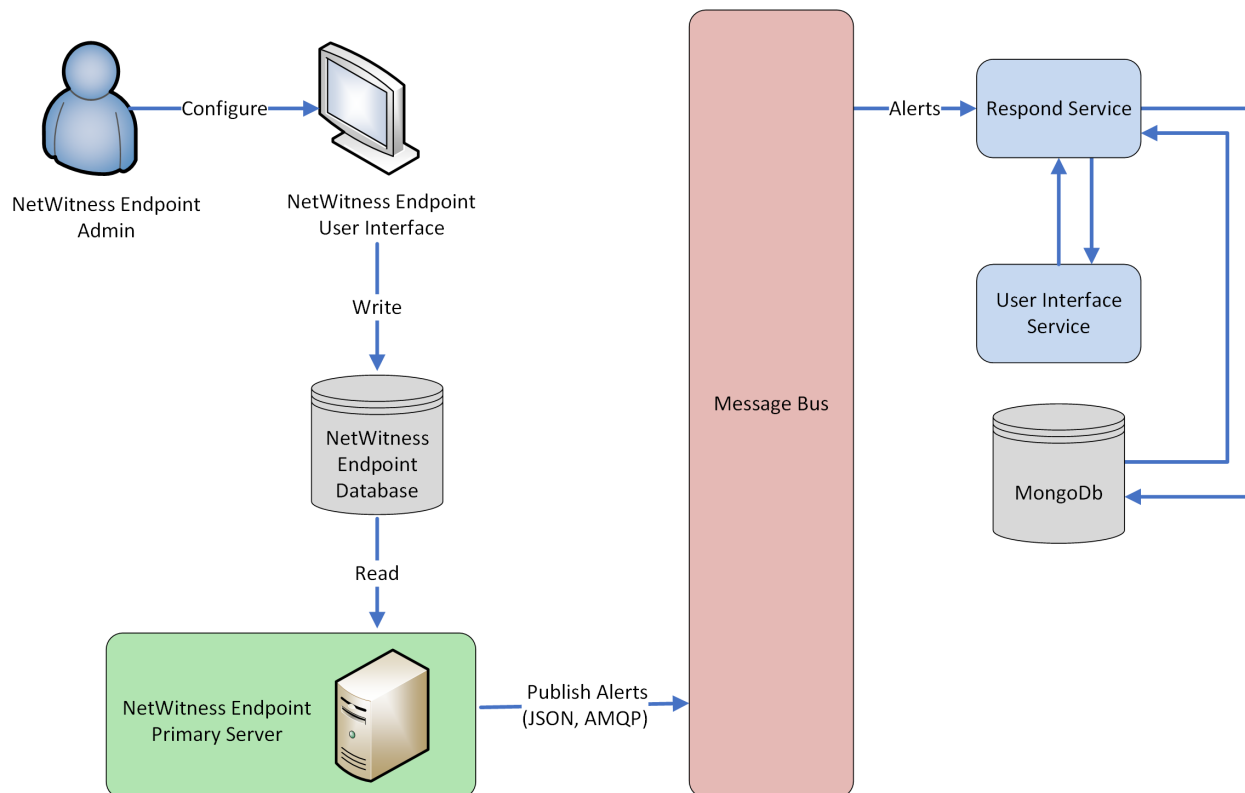 Configure
NetWitness Endpoint
Admin
NetWitness Endpoint
User Interface
Write
NetWitness
Endpoint
Database
Read
NetWitness Endpoint
Primary Server
Publish Alerts
(JSON, AMQP)
Message Bus
Alerts
Respond Service
User Interface
Service
MongoDb